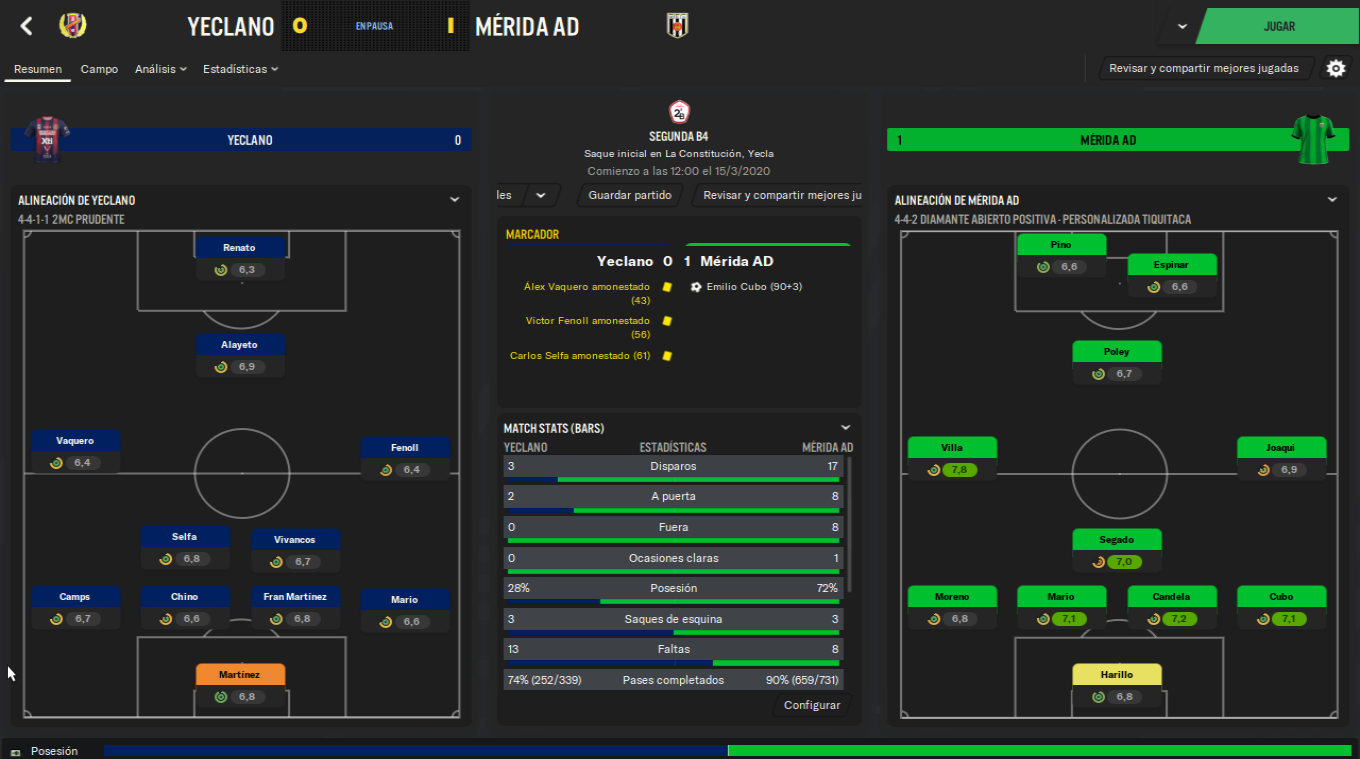 YECLANO 0 EN PAUSA 1 MÉRIDA AD
JUGAR
Resumen Campo Análisis Estadísticas
Revisar y compartir mejores jugadas
YECLANO 0
2B
SEGUNDA B4
Saque inicial en La Constitución, Yecla
Comienzo a las 12:00 el 15/3/2020
les Guardar partido Revisar y compartir mejores ju
1 MÉRIDA AD
ALINEACIÓN DE YECLANO
4-4-1-1 2MC PRUDENTE
Renato
6,3
Alayeto
6,9
Vaquero
6,4
Fenoll
6,4
Selfa
6,8
Vivancos
6,7
Camps
6,7
Chino
6,6
Fran Martínez
6,8
Mario
6,6
Martínez
6,8
MARCADOR
Yeclano 0 1 Mérida AD
Álex Vaquero amonestado
(43)
Emilio Cubo (90+3)
Victor Fenoll amonestado
(56)
Carlos Selfa amonestado (61)
MATCH STATS (BARS)
YECLANO ESTADÍSTICAS MÉRIDA AD
3 Disparos 17
2 A puerta 8
0 Fuera 8
0 Ocasiones claras 1
28% Posesión 72%
3 Saques de esquina 3
13 Faltas 8
74% (252/339) Pases completados 90% (659/731)
Configurar
ALINEACIÓN DE MÉRIDA AD
4-4-2 DIAMANTE ABIERTO POSITIVA - PERSONALIZADA TIQUITACA
Pino
6,6
Espinar
6,6
Poley
6,7
Villa
7,8
Joaqui
6,9
Segado
7,0
Moreno
6,8
Mario
7,1
Candela
7,2
Cubo
7,1
Harillo
6,8
Posesión